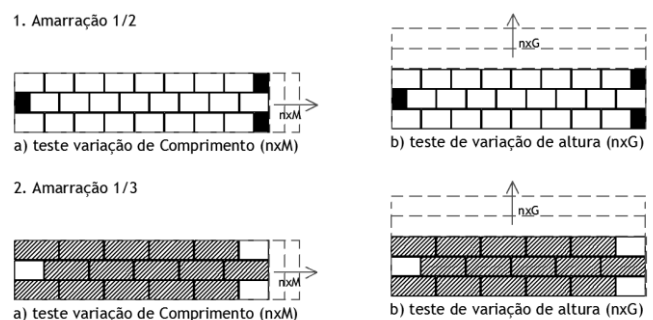 1. Amarração 1/2
nxG
nxM
a) teste variação de Comprimento (nxM)
b) teste de variação de altura (nxG)
2. Amarração 1/3
nxG
nxM
a) teste variação de Comprimento (nxM)
b) teste de variação de altura (nxG)